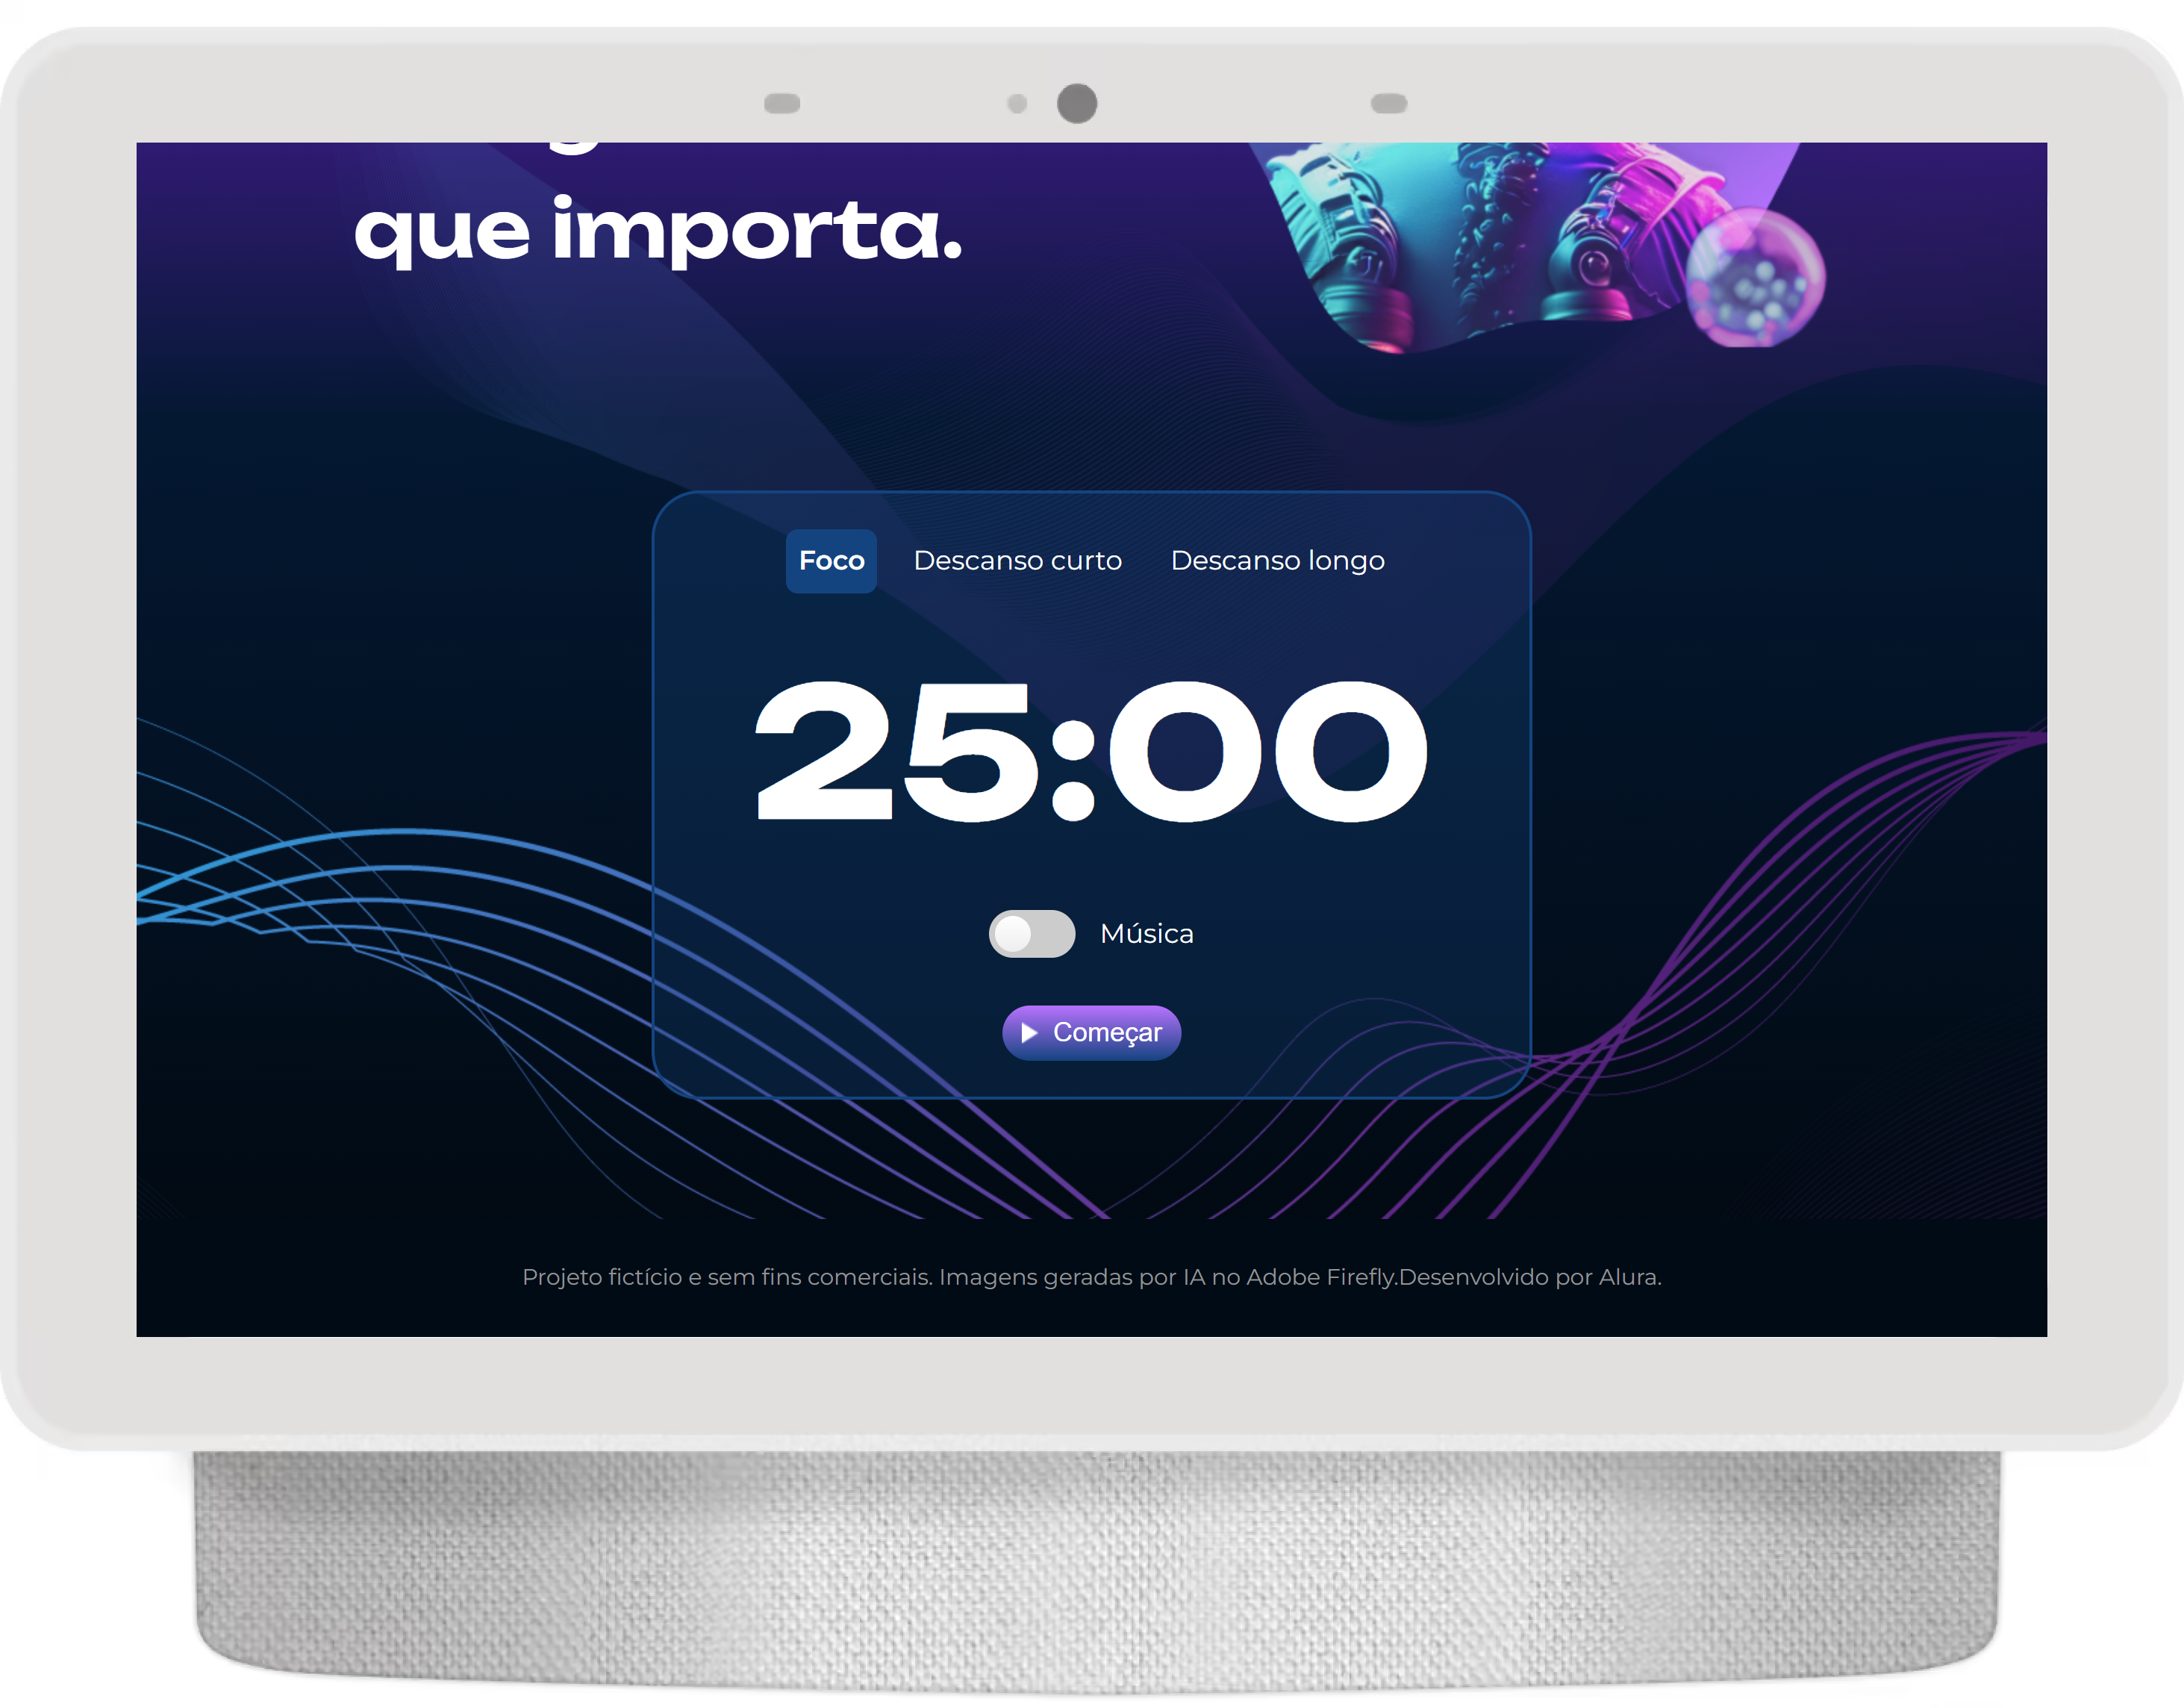 que importa.
Foco Descanso curto Descanso longo
25:00
Música
Começar
Projeto fictício e sem fins comerciais. Imagens geradas por IA no Adobe Firefly.Desenvolvido por Alura.